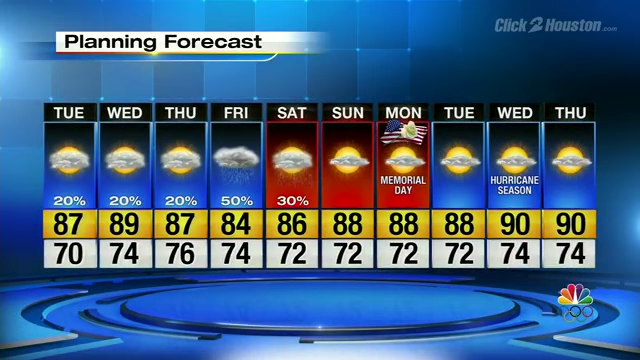 Click2Houston.com
Planning Forecast
TUE WED THU FRI SAT SUN MON TUE WED THU
MEMORIAL DAY
HURRICANE SEASON
20% 20% 20% 50% 30%
87 89 87 84 86 88 88 88 90 90
70 74 76 74 72 72 72 72 74 74